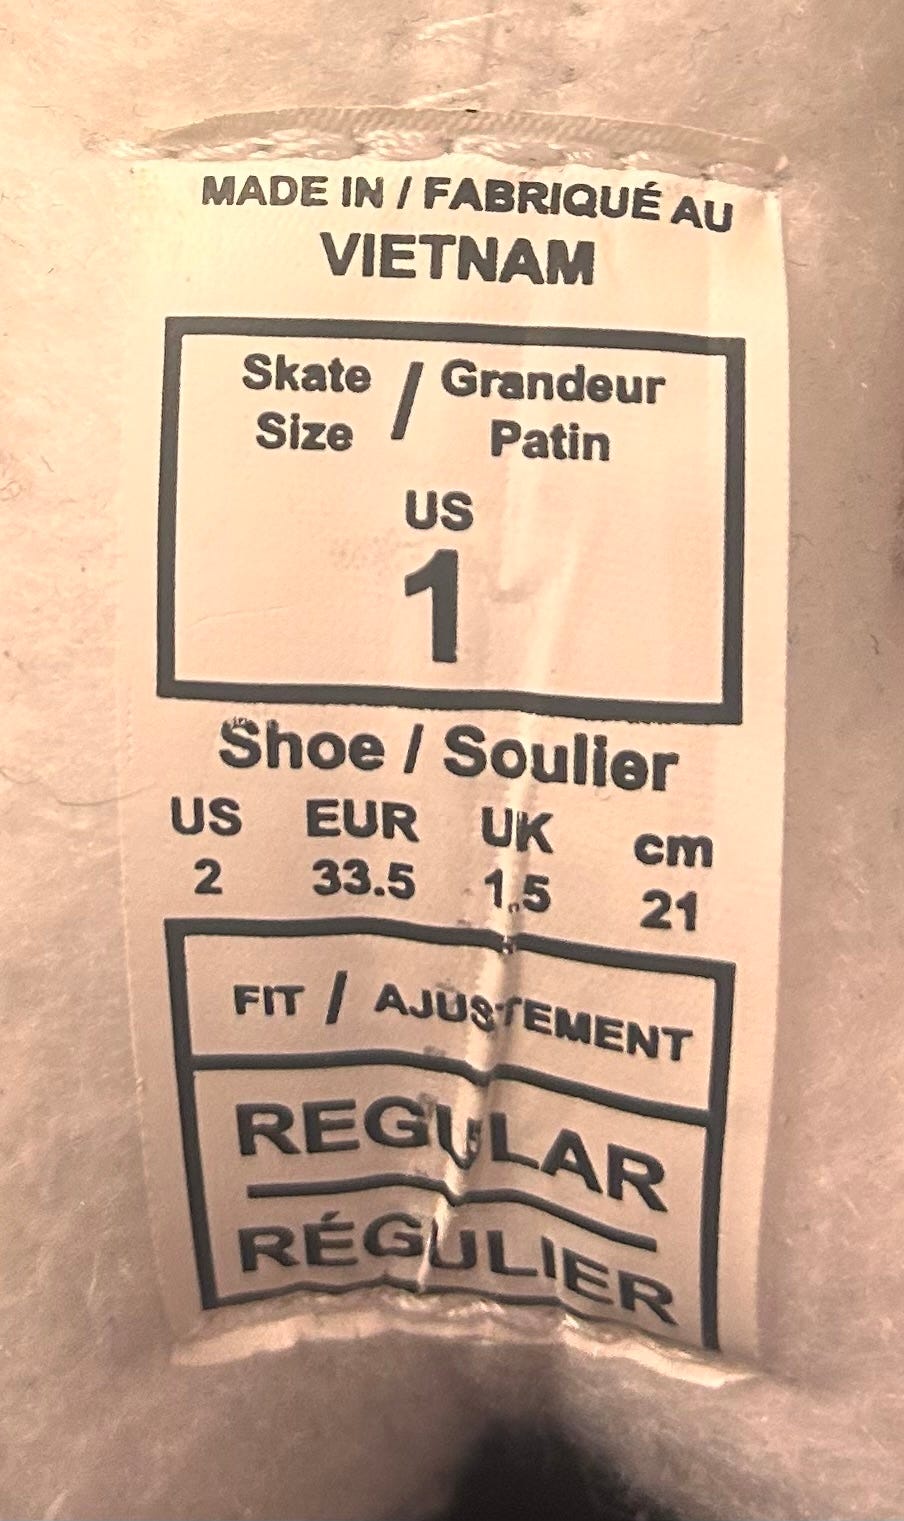 MADE IN / FABRIQUÉ AU
VIETNAM
Skate / Grandeur
Size Patin
US
1
Shoe / Soulier
US EUR UK cm
2 33.5 1.5 21
FIT / AJUSTEMENT
REGULAR
RÉGULIER